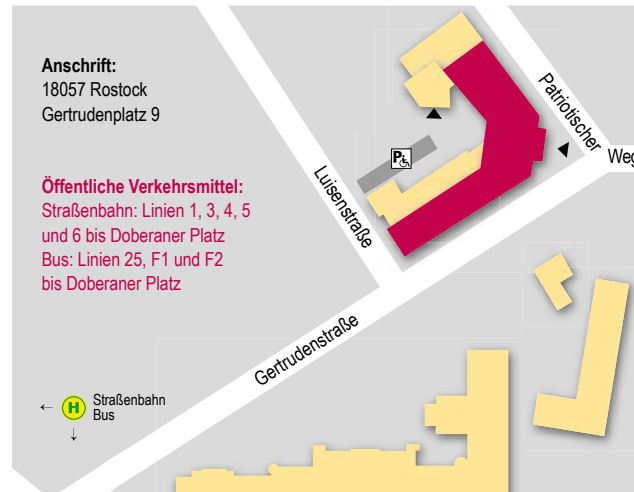 Anschrift:
18057 Rostock
Gertrudenplatz 9
Öffentliche Verkehrsmittel:
Straßenbahn: Linien 1, 3, 4, 5
und 6 bis Doberaner Platz
Bus: Linien 25, F1 und F2
bis Doberaner Platz
Patriotischer
Weg
P
Luisenstraße
Gertrudenstraße
← H Straßenbahn
Bus
↓